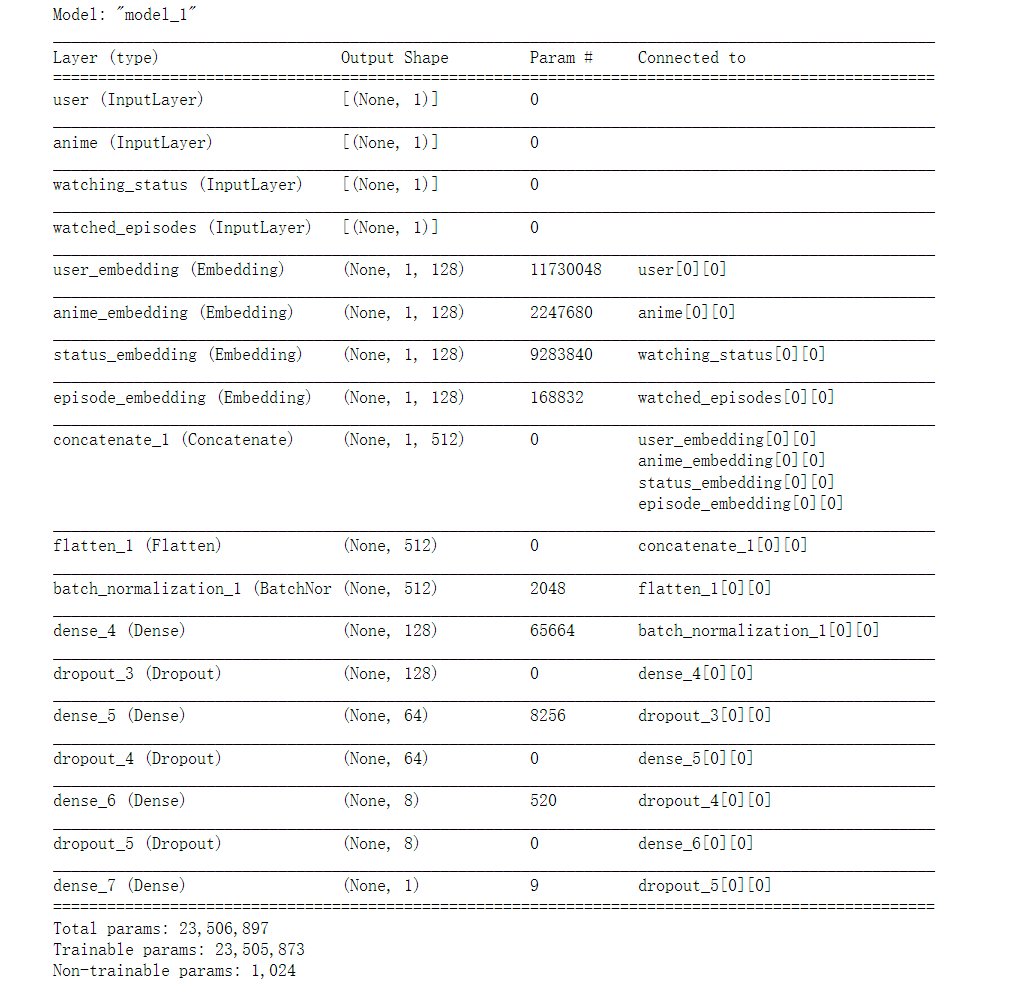 Model: "model_1"
Layer (type) Output Shape Param # Connected to
user (InputLayer) [(None, 1)] 0
anime (InputLayer) [(None, 1)] 0
watching_status (InputLayer) [(None, 1)] 0
watched_episodes (InputLayer) [(None, 1)] 0
user_embedding (Embedding) (None, 1, 128) 11730048 user[0][0]
anime_embedding (Embedding) (None, 1, 128) 2247680 anime[0][0]
status_embedding (Embedding) (None, 1, 128) 9283840 watching_status[0][0]
episode_embedding (Embedding) (None, 1, 128) 168832 watched_episodes[0][0]
concatenate_1 (Concatenate) (None, 1, 512) 0 user_embedding[0][0]
anime_embedding[0][0]
status_embedding[0][0]
episode_embedding[0][0]
flatten_1 (Flatten) (None, 512) 0 concatenate_1[0][0]
batch_normalization_1 (BatchNor (None, 512) 2048 flatten_1[0][0]
dense_4 (Dense) (None, 128) 65664 batch_normalization_1[0][0]
dropout_3 (Dropout) (None, 128) 0 dense_4[0][0]
dense_5 (Dense) (None, 64) 8256 dropout_3[0][0]
dropout_4 (Dropout) (None, 64) 0 dense_5[0][0]
dense_6 (Dense) (None, 8) 520 dropout_4[0][0]
dropout_5 (Dropout) (None, 8) 0 dense_6[0][0]
dense_7 (Dense) (None, 1) 9 dropout_5[0][0]
Total params: 23,506,897
Trainable params: 23,505,873
Non-trainable params: 1,024